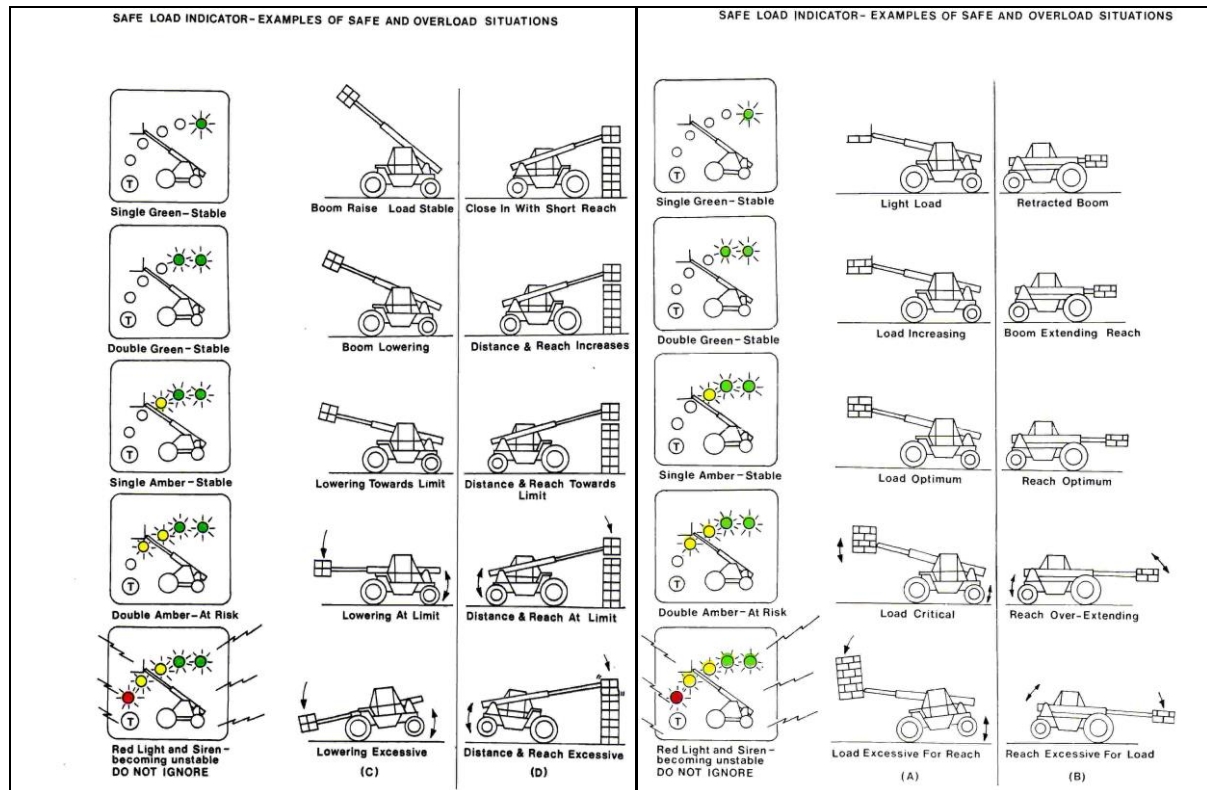 SAFE LOAD INDICATOR-EXAMPLES OF SAFE AND OVERLOAD SITUATIONS
T
Single Green-Stable
Boom Raise Load Stable
Close In With Short Reach
T
Double Green-Stable
Boom Lowering
Distance & Reach Increases
T
Single Amber-Stable
Lowering Towards Limit
Distance & Reach Towards
Limit
T
Double Amber-At Risk
Lowering At Limit
Distance & Reach At Limit
T
Red Light and Siren-
becoming unstable
DO NOT IGNORE
Lowering Excessive
(C)
Distance & Reach Excessive
(D)
SAFE LOAD INDICATOR-EXAMPLES OF SAFE AND OVERLOAD SITUATIONS
T
Single Green-Stable
Light Load
Retracted Boom
T
Double Green-Stable
Load Increasing
Boom Extending Reach
T
Single Amber-Stable
Load Optimum
Reach Optimum
T
Double Amber-At Risk
Load Critical
Reach Over-Extending
T
Red Light and Siren-
becoming unstable
DO NOT IGNORE
Load Excessive For Reach
(A)
Reach Excessive For Load
(B)